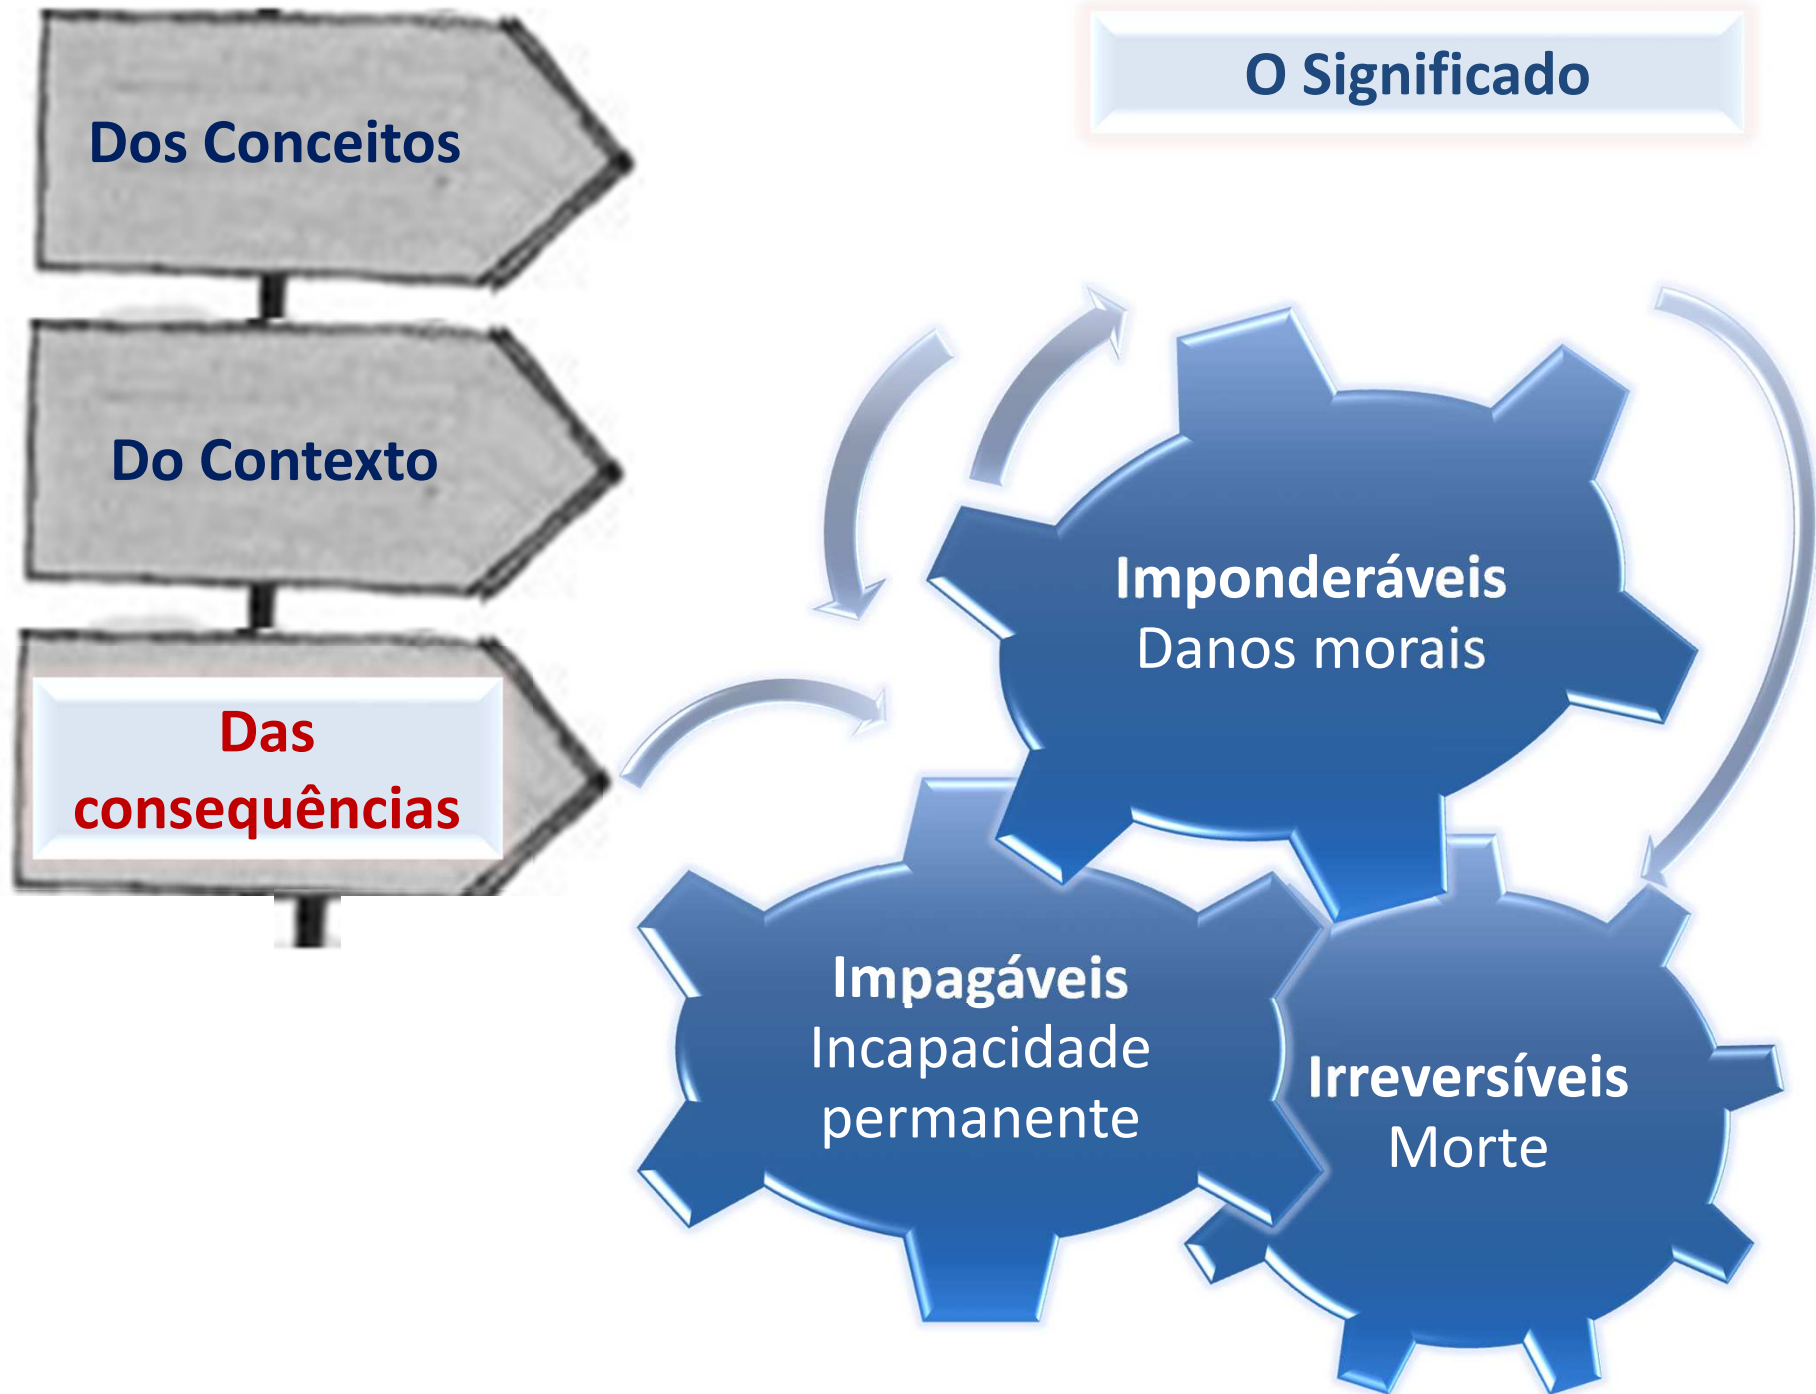 O Significado
Dos Conceitos
Do Contexto
Das
consequências
Imponderáveis
Danos morais
Impagáveis
Incapacidade
permanente
Irreversíveis
Morte